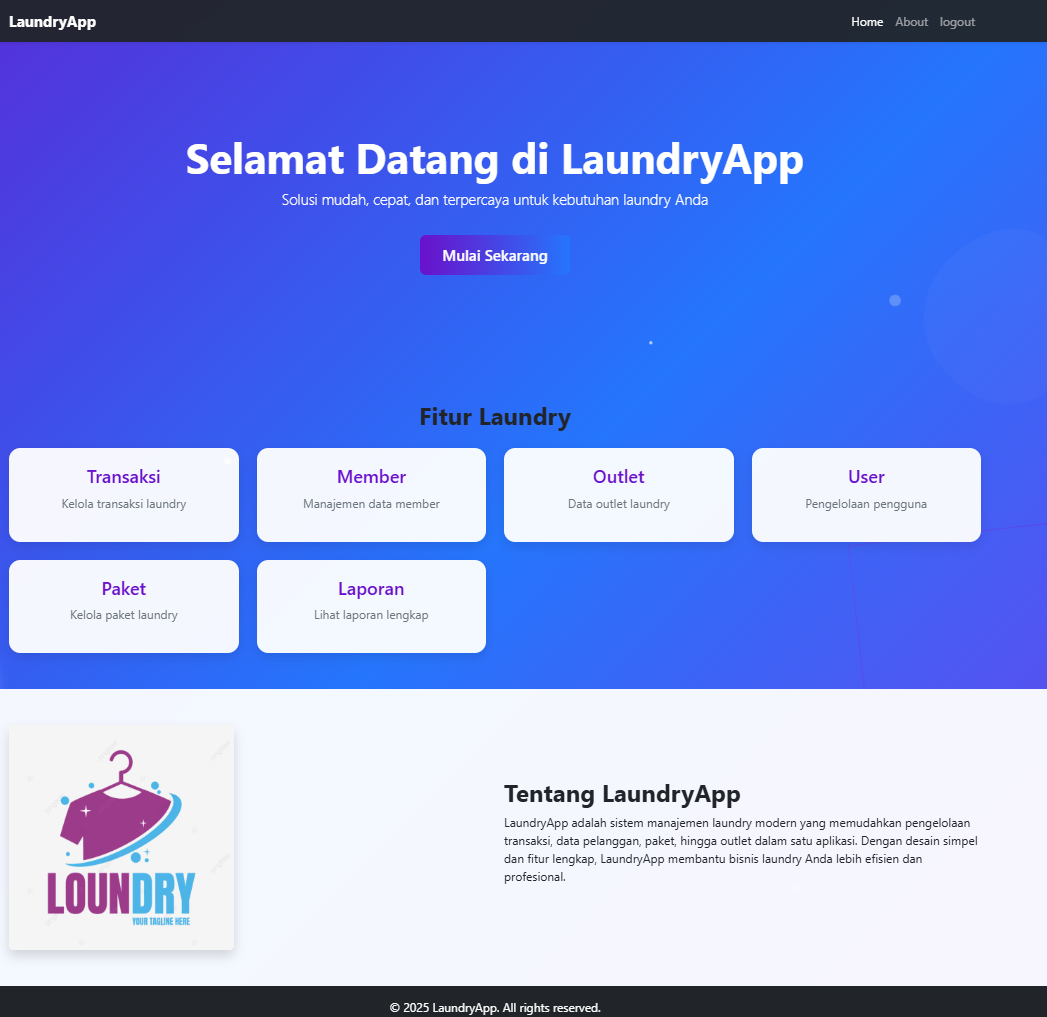 LaundryApp
Home About logout
Selamat Datang di LaundryApp
Solusi mudah, cepat, dan terpercaya untuk kebutuhan laundry Anda
Mulai Sekarang
Fitur Laundry
Transaksi
Kelola transaksi laundry
Member
Manajemen data member
Outlet
Data outlet laundry
User
Pengelolaan pengguna
Paket
Kelola paket laundry
Laporan
Lihat laporan lengkap
LOUNDRY
YOUR TAGLINE HERE
Tentang LaundryApp
LaundryApp adalah sistem manajemen laundry modern yang memudahkan pengelolaan
transaksi, data pelanggan, paket, hingga outlet dalam satu aplikasi. Dengan desain simpel
dan fitur lengkap, LaundryApp membantu bisnis laundry Anda lebih efisien dan
profesional.
© 2025 LaundryApp. All rights reserved.